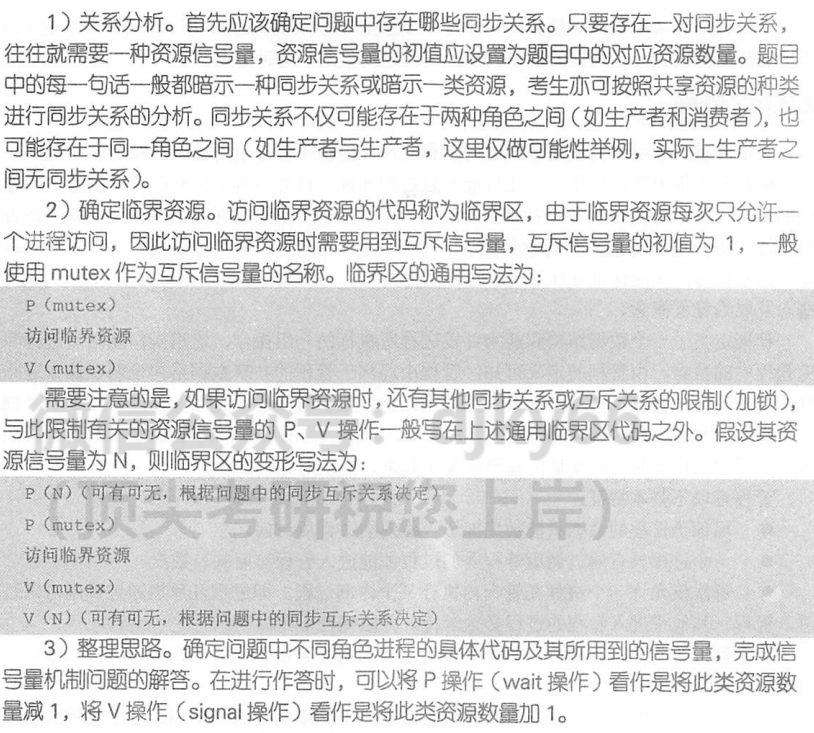 1）关系分析。首先应该确定问题中存在哪些同步关系。只要存在一对同步关系，
往往就需要一种资源信号量，资源信号量的初值应设置为题目中的对应资源数量。题目
中的每一句话一般都暗示一种同步关系或暗示一类资源，考生亦可按照共享资源的种类
进行同步关系的分析。同步关系不仅可能存在于两种角色之间（如生产者和消费者），也
可能存在于同一角色之间（如生产者与生产者，这里仅做可能性举例，实际上生产者之
间无同步关系）。
2）确定临界资源。访问临界资源的代码称为临界区，由于临界资源每次只允许一
个进程访问，因此访问临界资源时需要用到互斥信号量，互斥信号量的初值为 1，一般
使用 mutex 作为互斥信号量的名称。临界区的通用写法为：
P（mutex）
访问临界资源
V（mutex）
需要注意的是，如果访问临界资源时，还有其他同步关系或互斥关系的限制（加锁），
与此限制有关的资源信号量的 P、V 操作一般写在上述通用临界区代码之外。假设其资
源信号量为 N，则临界区的变形写法为：
P（N）（可有可无，根据问题中的同步互斥关系决定）
P（mutex）
（顶尖考研祝您上岸）
访问临界资源
V（mutex）
V（N）（可有可无，根据问题中的同步互斥关系决定）
3）整理思路。确定问题中不同角色进程的具体代码及其所用到的信号量，完成信
号量机制问题的解答。在进行作答时，可以将 P 操作（wait 操作）看作是将此类资源数
量减 1，将 V 操作（signal 操作）看作是将此类资源数量加 1。